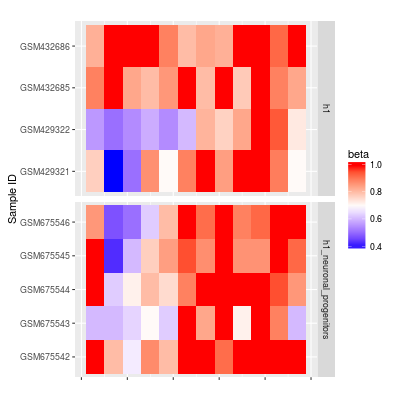 GSM432686
GSM432685
GSM429322
GSM429321
h1
GSM675546
GSM675545
GSM675544
GSM675543
GSM675542
h1_neuronal_progenitors
Sample ID
beta
1.0
0.8
0.6
0.4